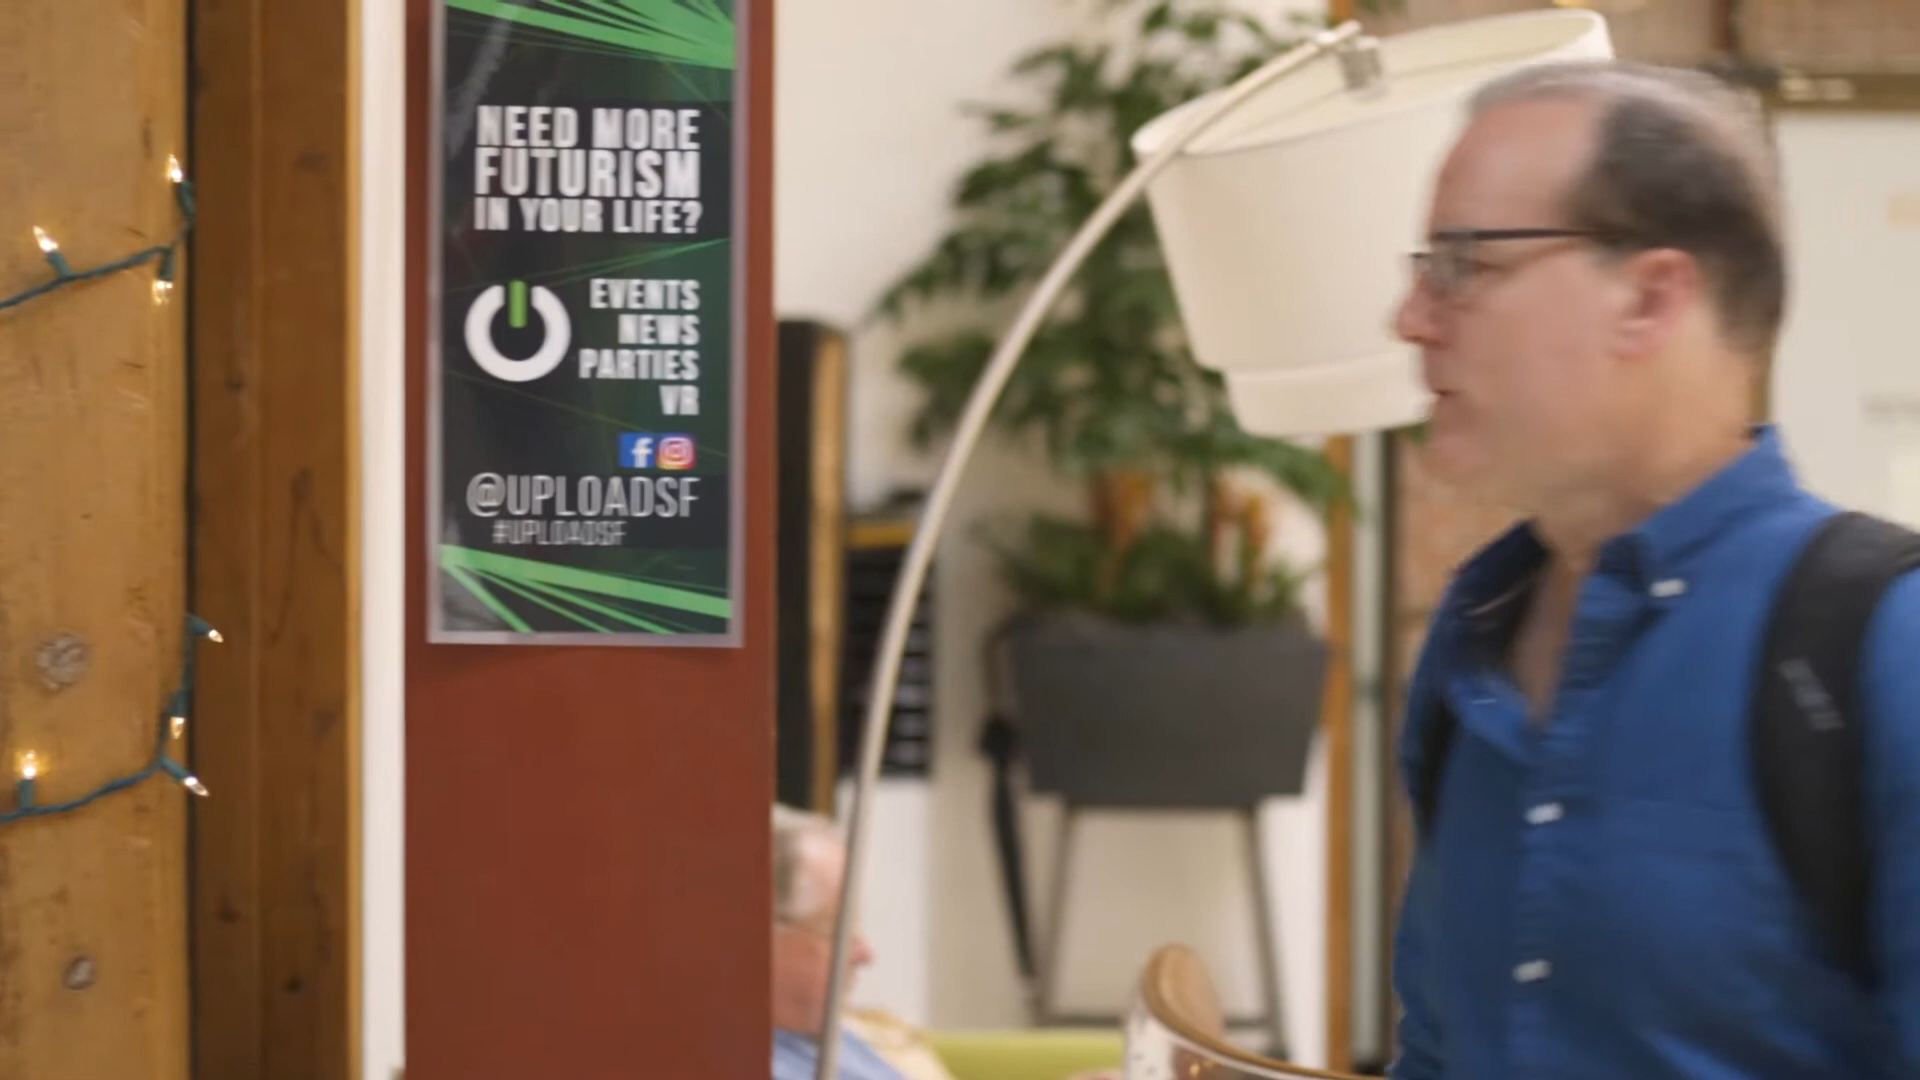 NEED MORE
FUTURISM
IN YOUR LIFE?
EVENTS
NEWS
PARTIES
VR
@UPLOADSF
#UPLOADSF